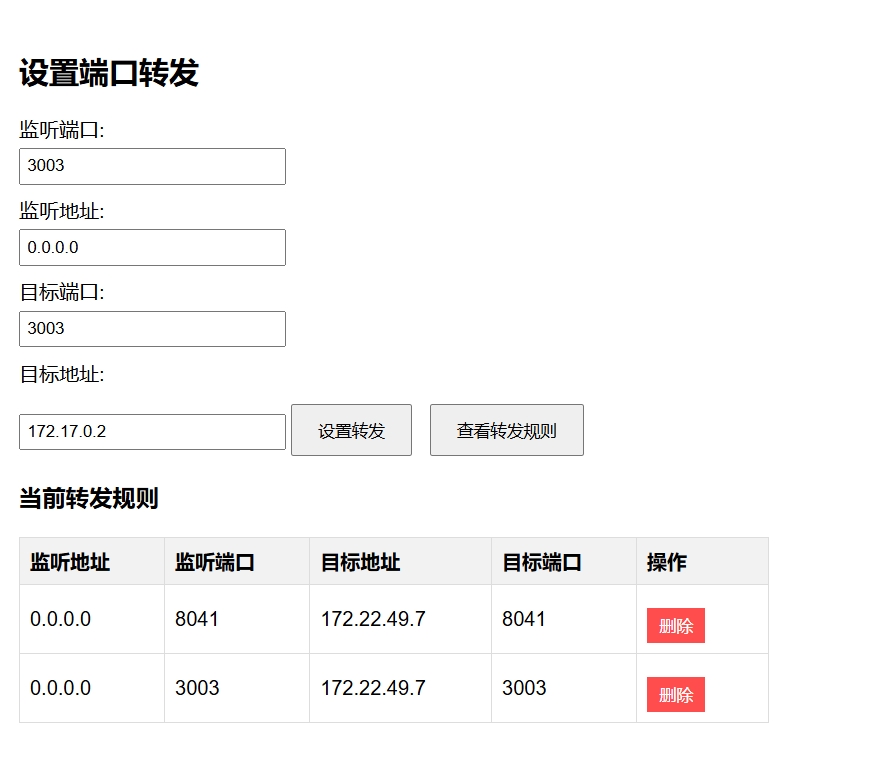 设置端口转发
监听端口:
3003
监听地址:
0.0.0.0
目标端口:
3003
目标地址:
172.17.0.2 设置转发 查看转发规则
当前转发规则
监听地址 监听端口 目标地址 目标端口 操作
0.0.0.0 8041 172.22.49.7 8041 删除
0.0.0.0 3003 172.22.49.7 3003 删除